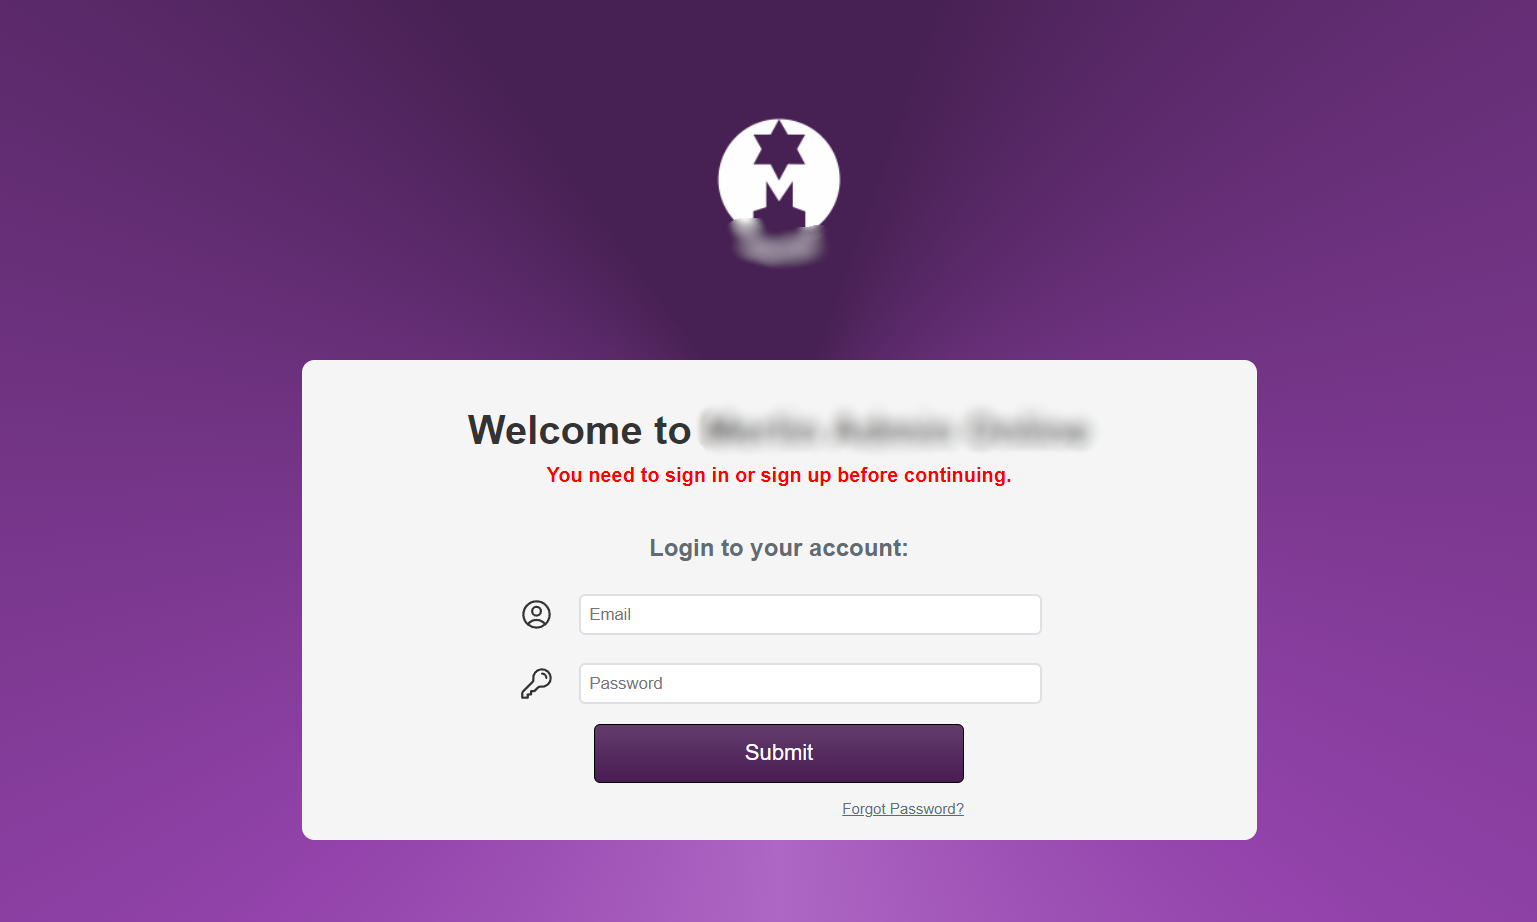 M
Welcome to
You need to sign in or sign up before continuing.
Login to your account:
Email
Password
Submit
Forgot Password?